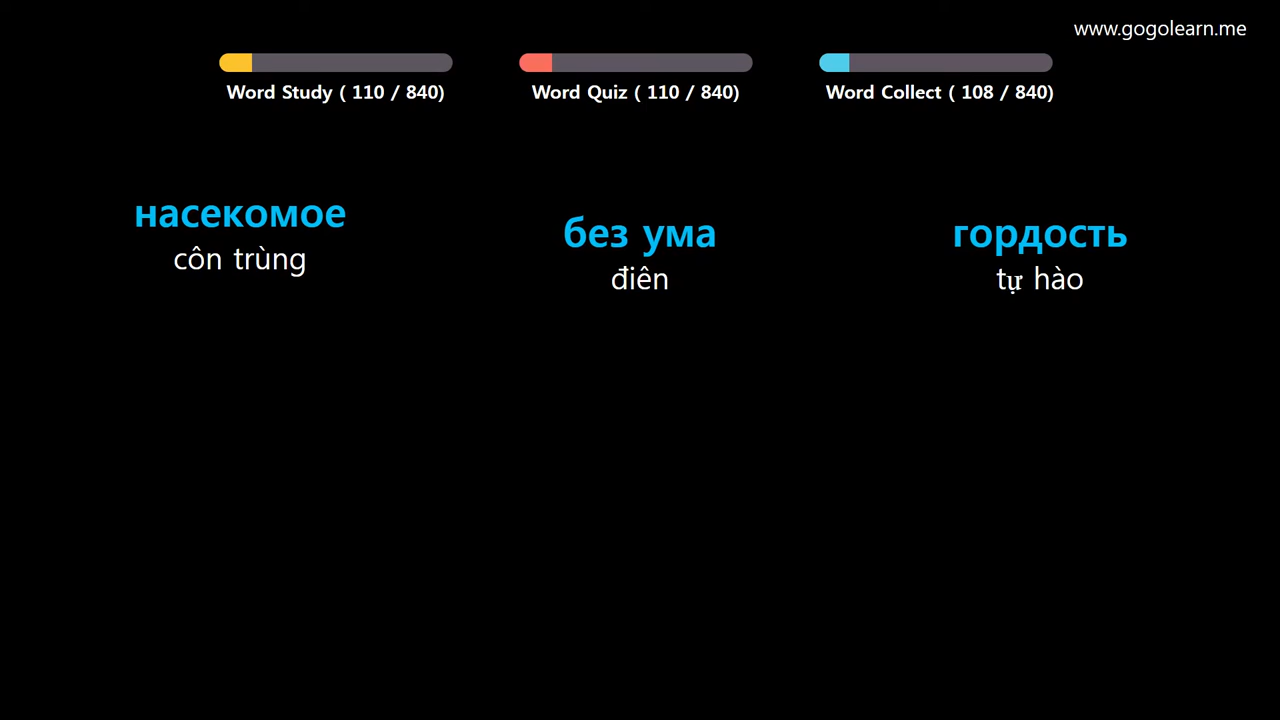 www.gogolearn.me
Word Study ( 110 / 840)
Word Quiz ( 110 / 840)
Word Collect ( 108 / 840)
насекомое
côn trùng
без ума
điên
гордость
tự hào